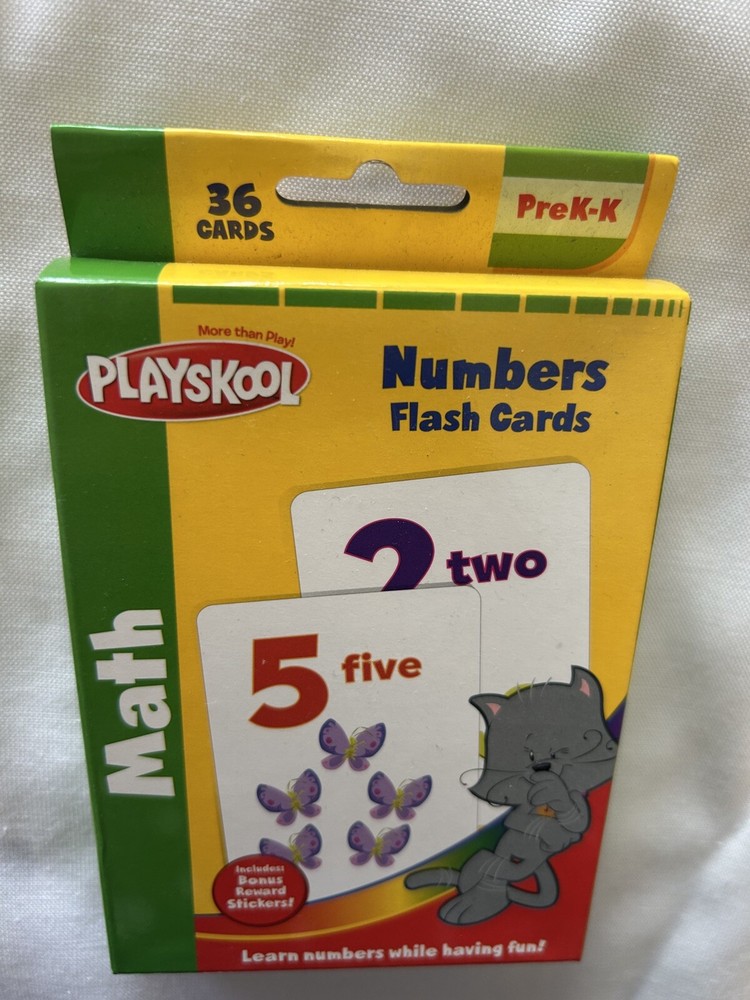 36
CARDS
PreK-K
More than Play!
PLAYSKOOL
Numbers
Flash Cards
2 two
5 five
Math
Includes:
Bonus
Reward
Stickers!
Learn numbers while having fun!